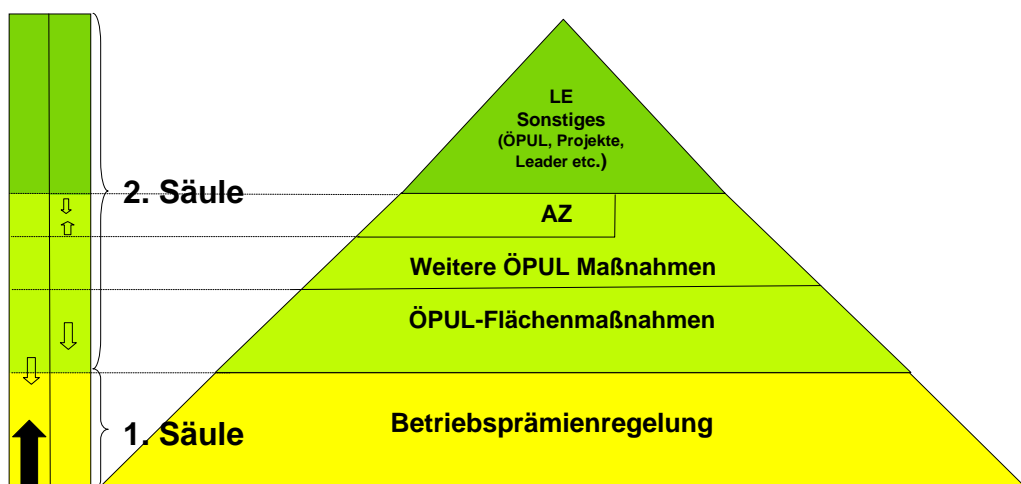 LE
Sonstiges
(ÖPUL, Projekte,
Leader etc.)
2. Säule
AZ
Weitere ÖPUL Maßnahmen
ÖPUL-Flächenmaßnahmen
Betriebsprämienregelung
1. Säule